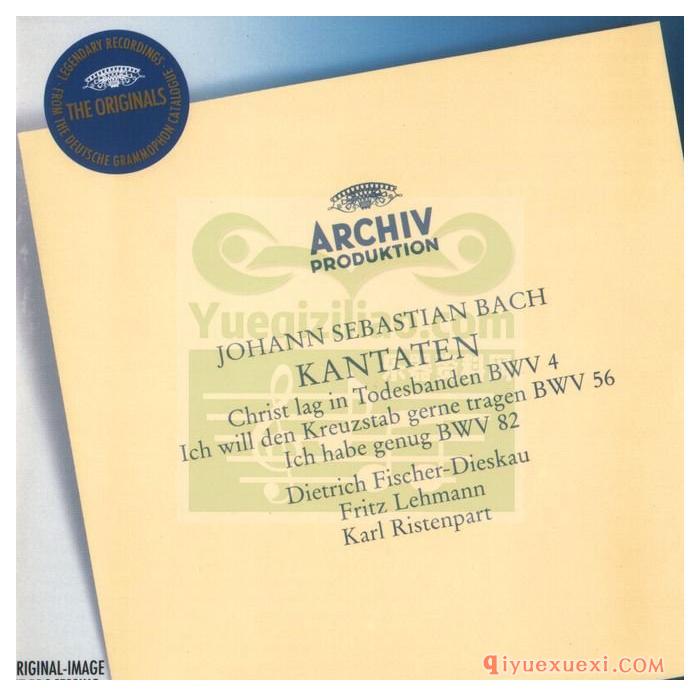 · LEGENDARY RECORDINGS · FROM THE DEUTSCHE GRAMMOPHON CATALOGUE
THE ORIGINALS
ARCHIV
PRODUKTION
Yueqiziliao.com
JOHANN SEBASTIAN BACH
KANTATEN
Christ lag in Todesbanden BWV 4
Ich will den Kreuzstab gerne tragen BWV 56
Ich habe genug BWV 82
Dietrich Fischer-Dieskau
Fritz Lehmann
Karl Ristenpart
RIGINAL-IMAGE
qiyuexuexi.com